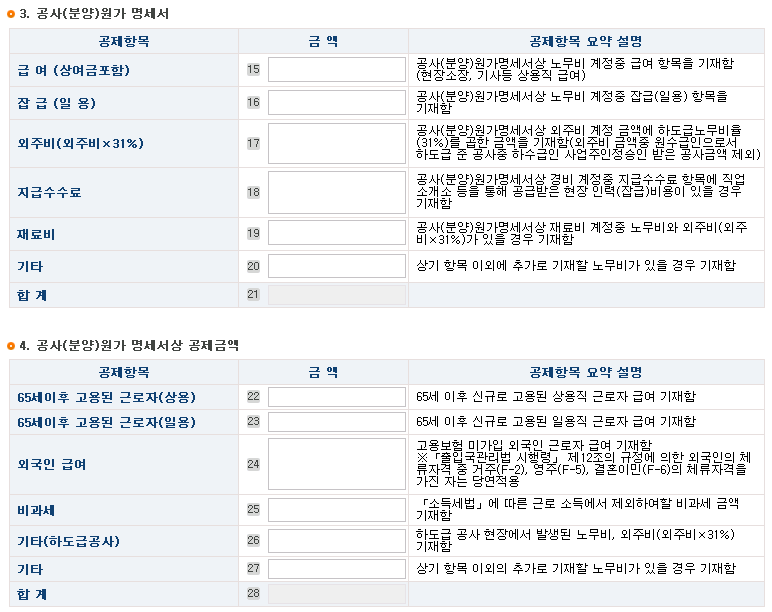 3. 공사(분양)원가 명세서
공제항목 금 액 공제항목 요약 설명
급 여 (상여금포함) 15 공사(분양)원가명세서상 노무비 계정중 급여 항목을 기재함
(현장소장, 기사등 상용직 급여)
잡 급 (일 용) 16 공사(분양)원가명세서상 노무비 계정중 잡급(일용) 항목을
기재함
외주비(외주비×31%) 17 공사(분양)원가명세서상 외주비 계정 금액에 하도급노무비율
(31%)를 곱한 금액을 기재함(외주비 금액중 원수급인으로서
하도급 준 공사중 하수급인 사업주인정승인 받은 공사금액 제외)
지급수수료 18 공사(분양)원가명세서상 경비 계정중 지급수수료 항목에 직업
소개소 등을 통해 공급받은 현장 인력(잡급)비용이 있을 경우
기재함
재료비 19 공사(분양)원가명세서상 재료비 계정중 노무비와 외주비(외주
비×31%)가 있을 경우 기재함
기타 20 상기 항목 이외에 추가로 기재할 노무비가 있을 경우 기재함
합 계 21
4. 공사(분양)원가 명세서상 공제금액
공제항목 금 액 공제항목 요약 설명
65세이후 고용된 근로자(상용) 22 65세 이후 신규로 고용된 상용직 근로자 급여 기재함
65세이후 고용된 근로자(일용) 23 65세 이후 신규로 고용된 일용직 근로자 급여 기재함
외국인 급여 24 고용보험 미가입 외국인 근로자 급여 기재함
※「출입국관리법 시행령」 제12조의 규정에 의한 외국인의 체
류자격 중 거주(F-2), 영주(F-5), 결혼이민(F-6)의 체류자격을
가진 자는 당연적용
비과세 25 「소득세법」에 따른 근로 소득에서 제외하여할 비과세 금액
기재함
기타(하도급공사) 26 하도급 공사 현장에서 발생된 노무비, 외주비(외주비×31%)
기재함
기타 27 상기 항목 이외의 추가로 기재할 노무비가 있을 경우 기재함
합 계 28